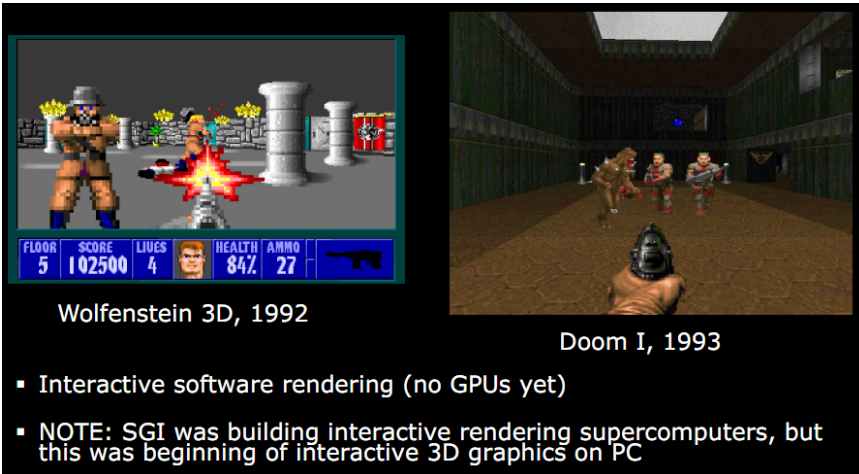 FLOOR SCORE LIVES HEALTH AMMO
5 102500 4 84% 27
Wolfenstein 3D, 1992
Doom I, 1993
▪ Interactive software rendering (no GPUs yet)
▪ NOTE: SGI was building interactive rendering supercomputers, but
this was beginning of interactive 3D graphics on PC